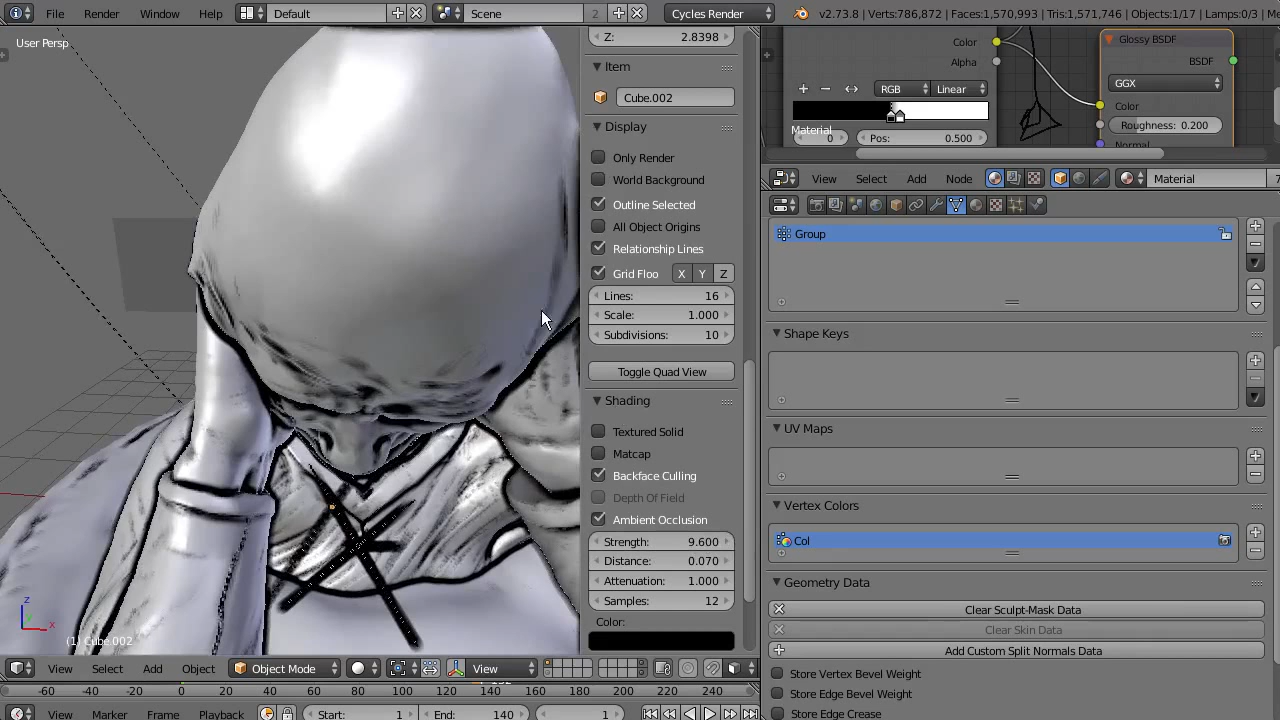 File Render Window Help Default Scene 2 Cycles Render v2.73.8 | Verts:786,872 | Faces:1,570,993 | Tris:1,571,746 | Objects:1/17 | Lamps:0/3 |
User Persp
Z: 2.8398
Item
Cube.002
Display
Only Render
World Background
Outline Selected
All Object Origins
Relationship Lines
Grid Floo X Y Z
Lines: 16
Scale: 1.000
Subdivisions: 10
Toggle Quad View
Shading
Textured Solid
Matcap
Backface Culling
Depth Of Field
Ambient Occlusion
Strength: 9.600
Distance: 0.070
Attenuation: 1.000
Samples: 12
Color:
(1) Cube.002
z
y
x
View Select Add Object Object Mode View
-60 -40 -20 0 20 40 60 80 100 120 140 160 180 200 220 240
View Marker Frame Playback Start: 1 End: 140 1
Color
Alpha
RGB Linear
Material
0 Pos: 0.500
Glossy BSDF
BSDF
GGX
Color
Roughness: 0.200
Normal
View Select Add Node Material 7
Group
Shape Keys
UV Maps
Vertex Colors
Col
Geometry Data
Clear Sculpt-Mask Data
Clear Skin Data
Add Custom Split Normals Data
Store Vertex Bevel Weight
Store Edge Bevel Weight
Store Edge Crease